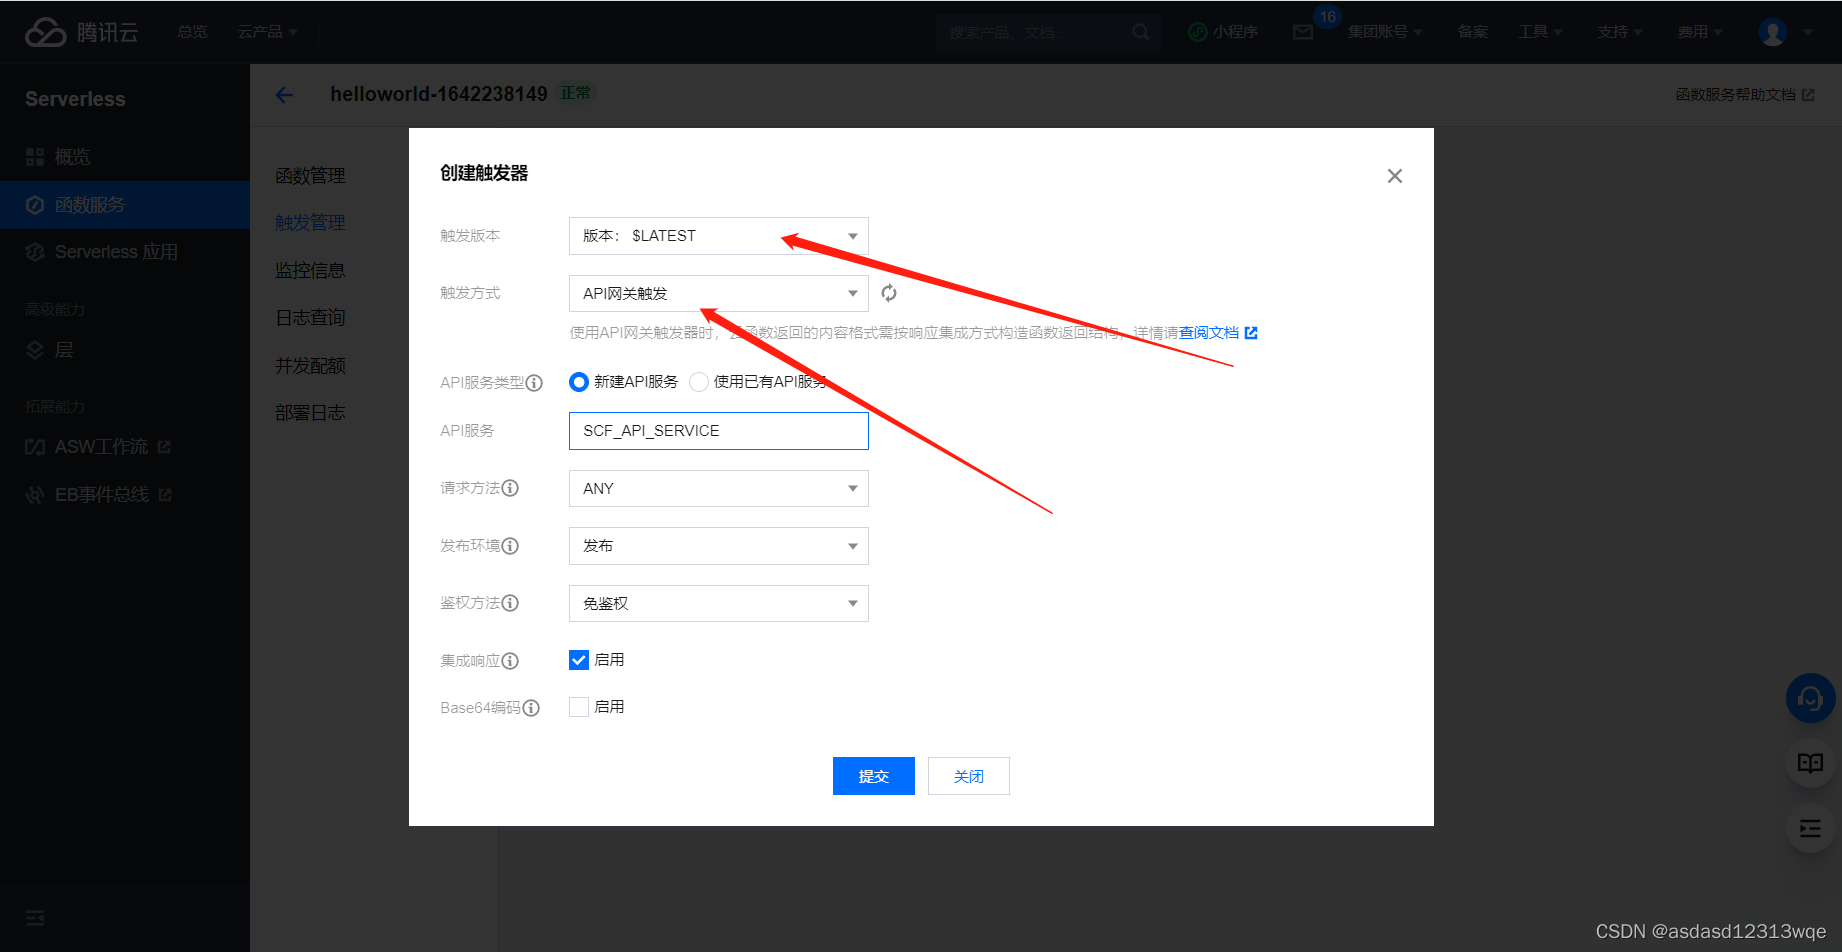 腾讯云
总览
云产品
搜索产品、文档...
小程序
16
集团账号
备案
工具
支持
费用
Serverless
概览
函数服务
Serverless 应用
高级能力
层
拓展能力
ASW工作流
EB事件总线
helloworld-1642238149 正常
函数服务帮助文档
函数管理
触发管理
监控信息
日志查询
并发配额
部署日志
创建触发器
触发版本
版本: $LATEST
触发方式
API网关触发
使用API网关触发器时，云函数返回的内容格式需按响应集成方式构造函数返回结构，详情请查阅文档
API服务类型
新建API服务
使用已有API服务
API服务
SCF_API_SERVICE
请求方法
ANY
发布环境
发布
鉴权方法
免鉴权
集成响应
启用
Base64编码
启用
提交
关闭
CSDN @asdasd12313wqe